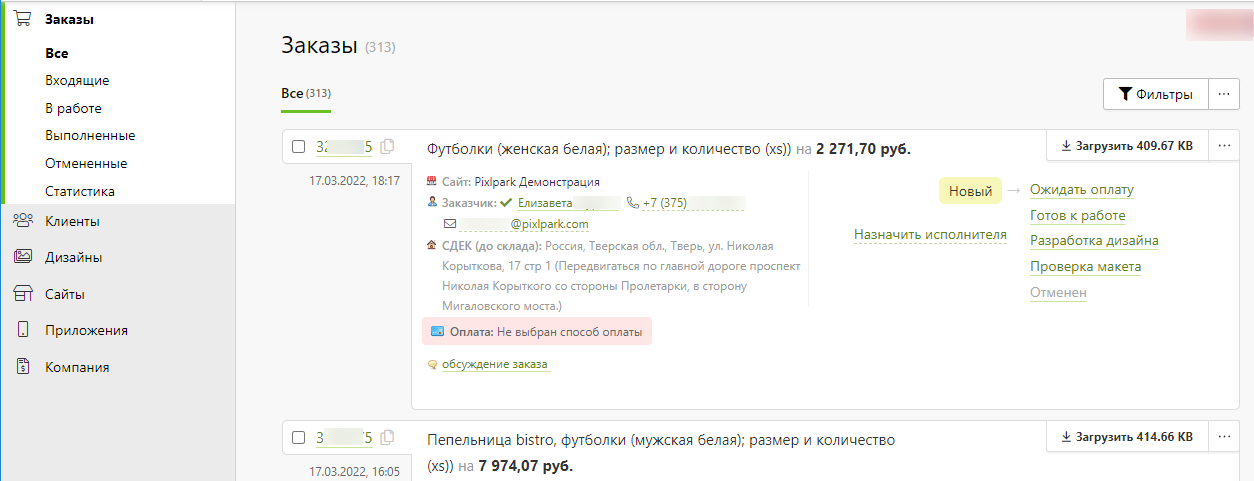 Заказы
Все
Входящие
В работе
Выполненные
Отмененные
Статистика
Клиенты
Дизайны
Сайты
Приложения
Компания
Заказы (313)
Все (313)
Фильтры ...
32 5
17.03.2022, 18:17
Футболки (женская белая); размер и количество (xs)) на 2 271,70 руб.
Загрузить 409.67 KB ...
Сайт: Pixlpark Демонстрация
Заказчик: Елизавета +7 (375)
@pixlpark.com
СДЕК (до склада): Россия, Тверская обл., Тверь, ул. Николая
Корыткова, 17 стр 1 (Передвигаться по главной дороге проспект
Николая Корыткого со стороны Пролетарки, в сторону
Мигаловского моста.)
Оплата: Не выбран способ оплаты
обсуждение заказа
Назначить исполнителя
Новый → Ожидать оплату
Готов к работе
Разработка дизайна
Проверка макета
Отменен
3 5
17.03.2022, 16:05
Пепельница bistro, футболки (мужская белая); размер и количество
(xs)) на 7 974,07 руб.
Загрузить 414.66 KB ...